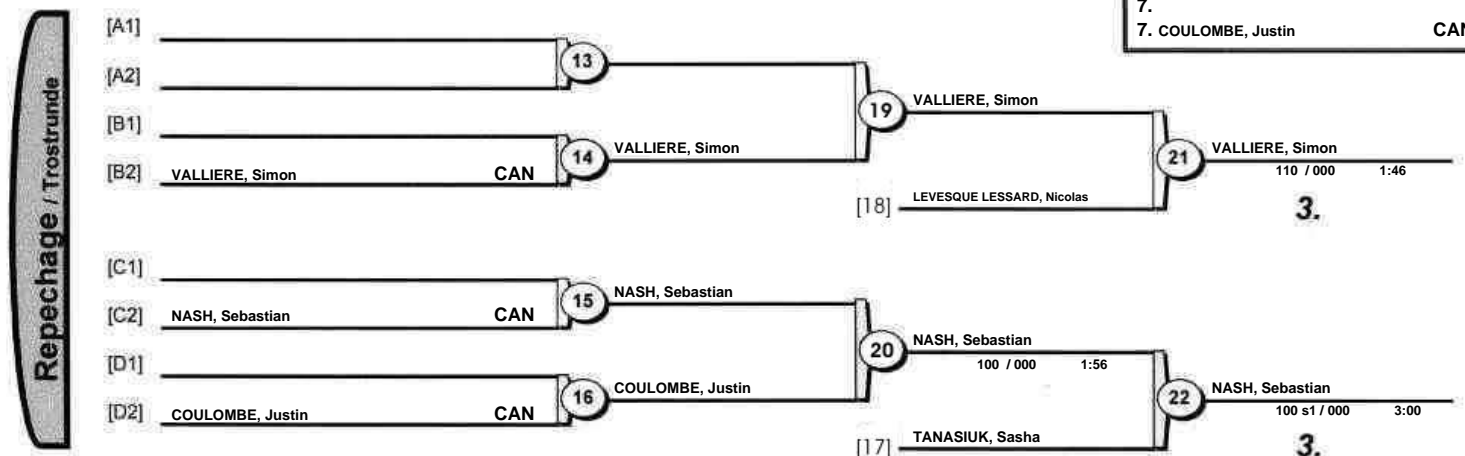 7.
7. COULOMBE, Justin CAN
Repechage / Trostrunde
[A1]
13
[A2]
[B1]
14 VALLIERE, Simon
[B2] VALLIERE, Simon CAN
19 VALLIERE, Simon
[18] LEVESQUE LESSARD, Nicolas
21 VALLIERE, Simon
110 / 000 1:46
3.
[C1]
15 NASH, Sebastian
[C2] NASH, Sebastian CAN
[D1]
16 COULOMBE, Justin
[D2] COULOMBE, Justin CAN
20 NASH, Sebastian
100 / 000 1:56
[17] TANASIUK, Sasha
22 NASH, Sebastian
100 s1 / 000 3:00
3.